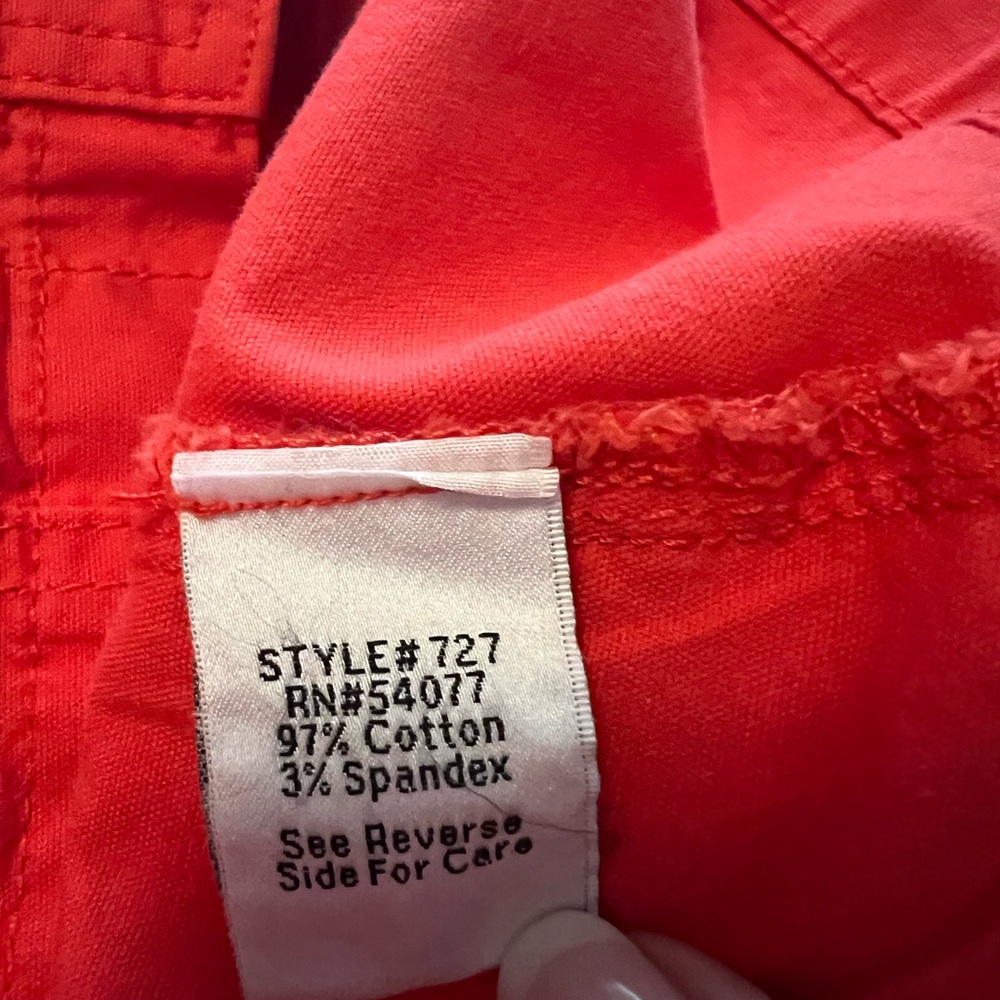 STYLE# 727
RN#54077
97% Cotton
3% Spandex
See Reverse
Side For Care